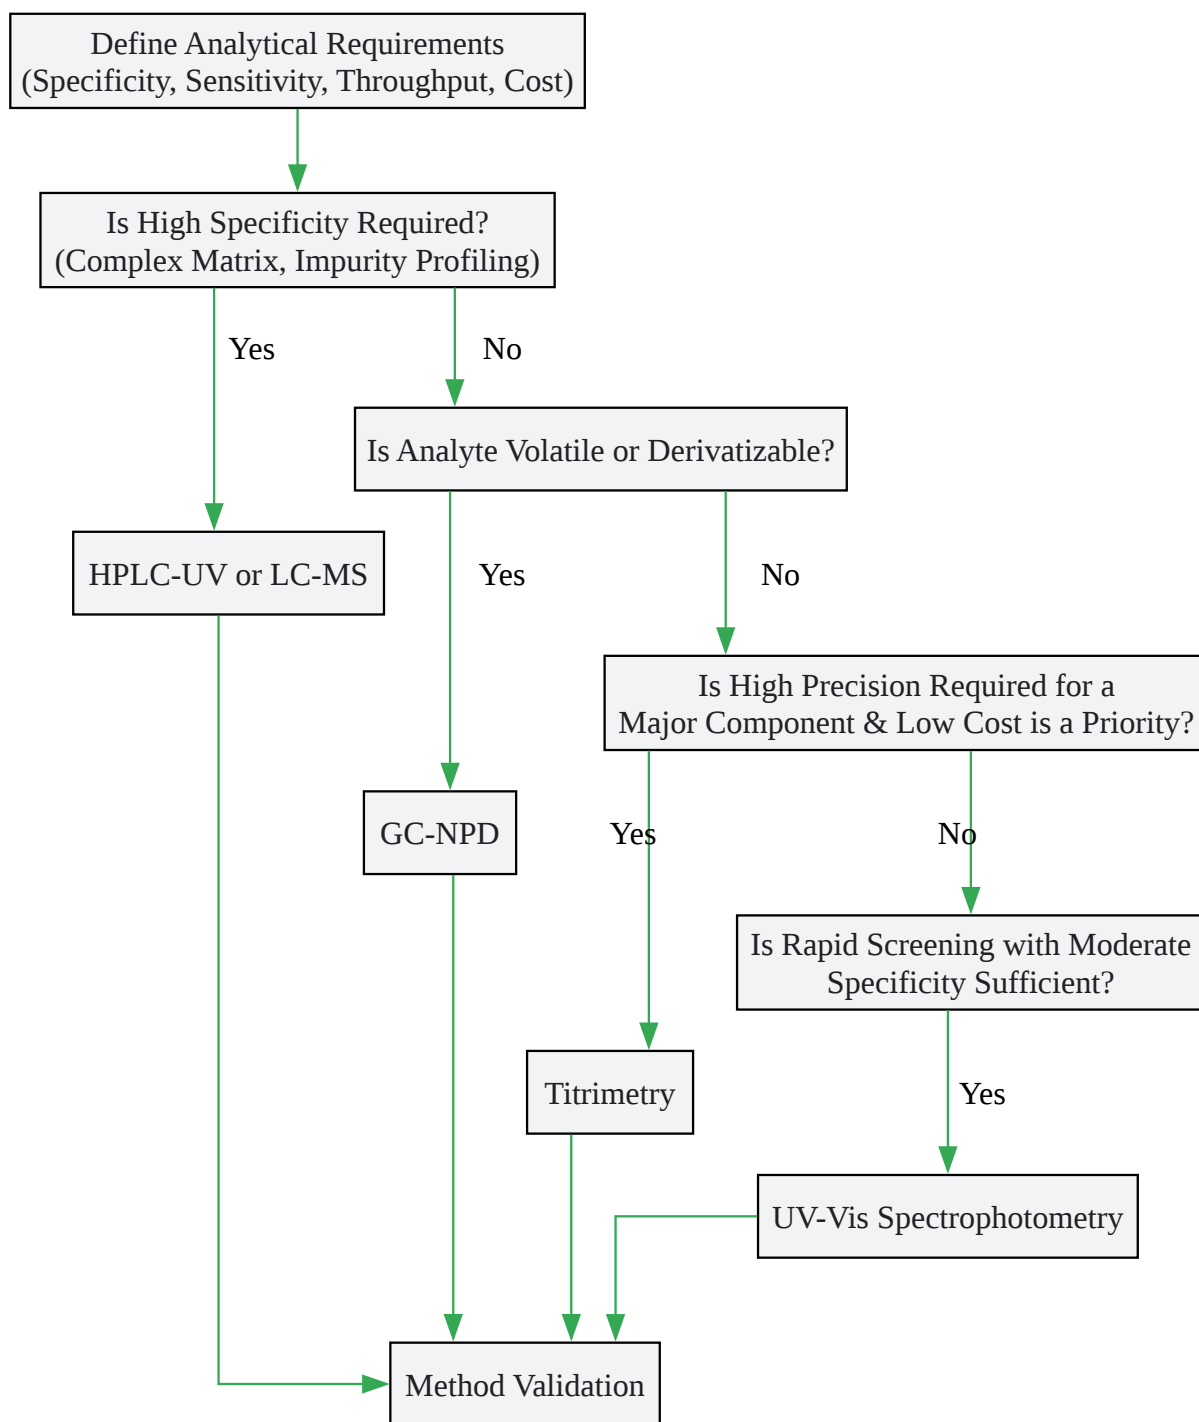 Define Analytical Requirements
(Specificity, Sensitivity, Throughput, Cost)
Is High Specificity Required?
(Complex Matrix, Impurity Profiling)
Yes
No
Is Analyte Volatile or Derivatizable?
HPLC-UV or LC-MS
Yes
No
Is High Precision Required for a
Major Component & Low Cost is a Priority?
GC-NPD
Yes
No
Is Rapid Screening with Moderate
Specificity Sufficient?
Titrimetry
Yes
UV-Vis Spectrophotometry
Method Validation